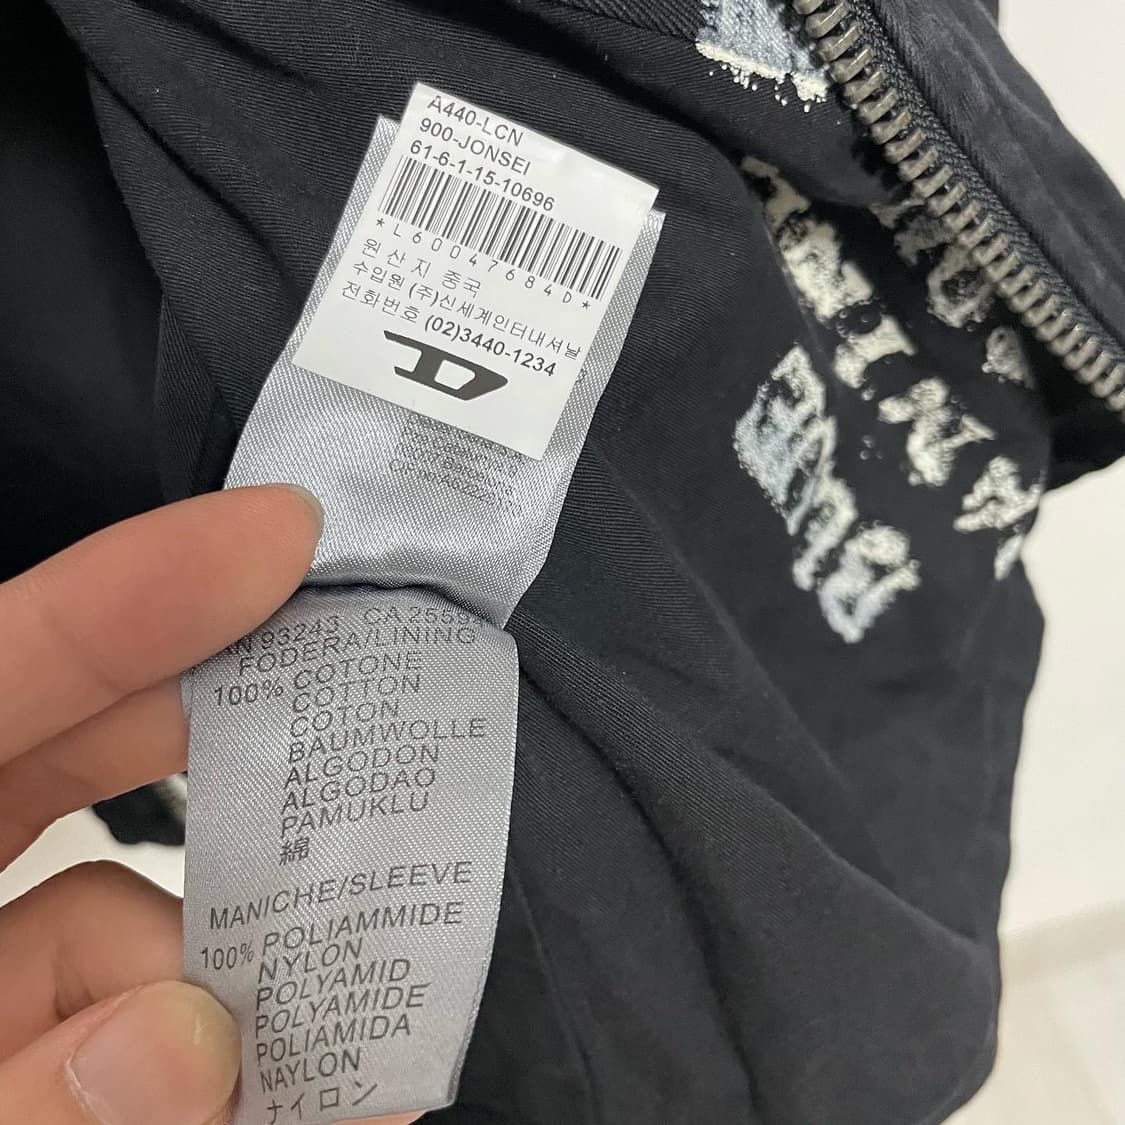 A440-LCN
900-JONSEI
61-6-1-15-10696
*L60047684D*
원산지 중국
수입원 (주)신세계인터내셔날
전화번호 (02)3440-1234
93243 CA 25594
FODERA/LINING
100% COTONE
COTTON
COTON
BAUMWOLLE
ALGODON
ALGODAO
PAMUKLU
綿
MANICHE/SLEEVE
100% POLIAMMIDE
NYLON
POLYAMID
POLYAMIDE
POLIAMIDA
NAYLON
ナイロン